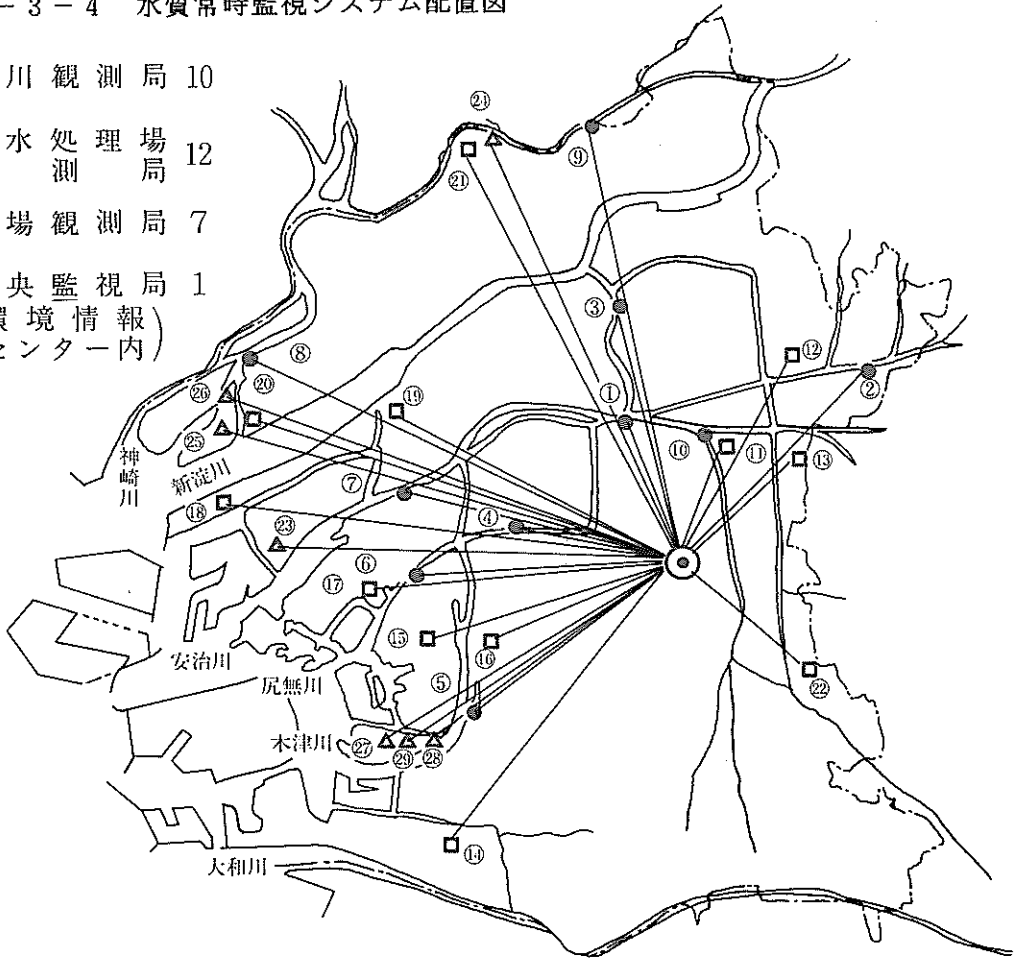 -3-4 水質常時監視システム配置図
川観測局 10
水処理場
測局 12
場観測局 7
央監視局 1
環境情報)
センター内)
㉔
⑨
㉑
③
⑫
⑧
②
㉖
⑳
⑲
①
㉕
⑩
⑪
⑬
神崎川
新淀川
⑦
⑱
④
㉓
⑥
⑰
⑮
⑯
安治川
⑤
㉒
尻無川
木津川
㉗
㉙
㉘
⑭
大和川